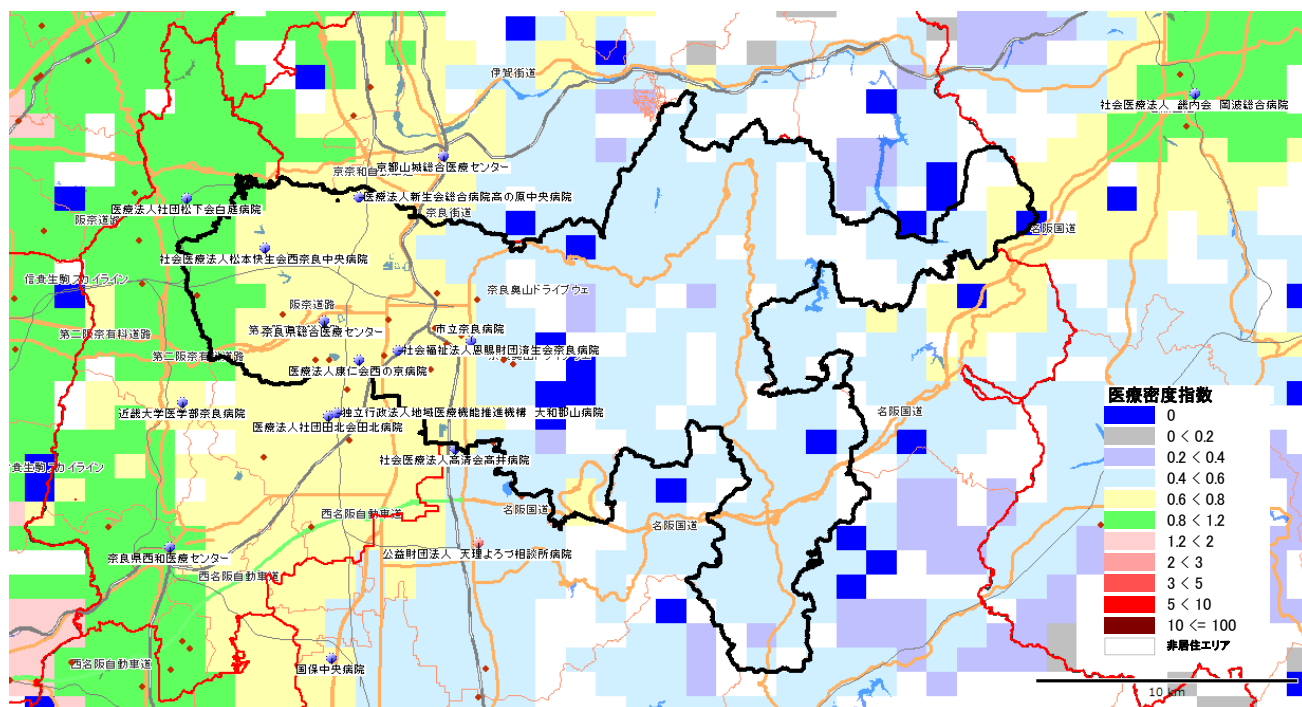 伊賀街道
社会医療法人 畿内会 岡波総合病院
京都山城総合医療センター
京奈和自動車道
医療法人新生会総合病院高の原中央病院
医療法人社団松下会白庭病院
奈良街道
阪奈道路
名阪国道
社会医療法人松本快生会西奈良中央病院
信貴生駒スカイライン
奈良奥山ドライブウェ
阪奈道路
第二阪奈有料道路
奈良県総合医療センター
市立奈良病院
第二阪奈有料道路
社会福祉法人恩賜財団済生会奈良病院
医療法人康仁会西の京病院
近畿大学医学部奈良病院
独立行政法人地域医療機能推進機構 大和郡山病院
名阪国道
医療法人社団田北会田北病院
社会医療法人高清会高井病院
信貴生駒スカイライン
西名阪自動車道
名阪国道
名阪国道
公益財団法人 天理よろづ相談所病院
奈良県西和医療センター
西名阪自動車道
西名阪自動車道
国保中央病院
医療密度指数
0
0 < 0.2
0.2 < 0.4
0.4 < 0.6
0.6 < 0.8
0.8 < 1.2
1.2 < 2
2 < 3
3 < 5
5 < 10
10 <= 100
非居住エリア
10 km